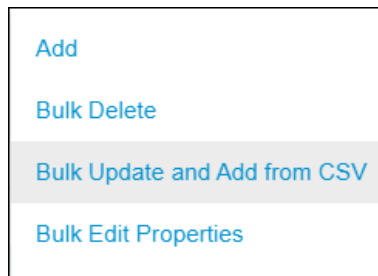 Add
Bulk Delete
Bulk Update and Add from CSV
Bulk Edit Properties